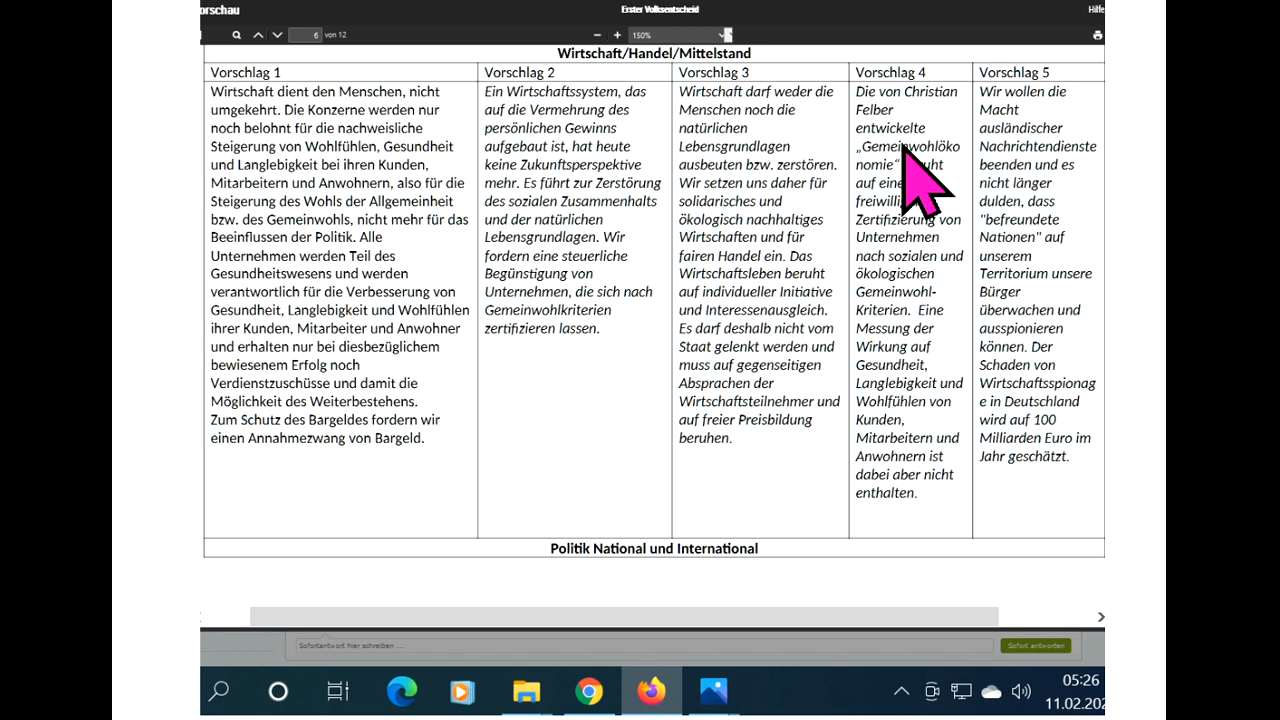 orschau
Erster Volksentscheid
Hilfe
6 von 12
150%
Wirtschaft/Handel/Mittelstand
Vorschlag 1
Wirtschaft dient den Menschen, nicht
umgekehrt. Die Konzerne werden nur
noch belohnt für die nachweisliche
Steigerung von Wohlfühlen, Gesundheit
und Langlebigkeit bei ihren Kunden,
Mitarbeitern und Anwohnern, also für die
Steigerung des Wohls der Allgemeinheit
bzw. des Gemeinwohls, nicht mehr für das
Beeinflussen der Politik. Alle
Unternehmen werden Teil des
Gesundheitswesens und werden
verantwortlich für die Verbesserung von
Gesundheit, Langlebigkeit und Wohlfühlen
ihrer Kunden, Mitarbeiter und Anwohner
und erhalten nur bei diesbezüglichem
bewiesenem Erfolg noch
Verdienstzuschüsse und damit die
Möglichkeit des Weiterbestehens.
Zum Schutz des Bargeldes fordern wir
einen Annahmezwang von Bargeld.
Vorschlag 2
Ein Wirtschaftssystem, das
auf die Vermehrung des
persönlichen Gewinns
aufgebaut ist, hat heute
keine Zukunftsperspektive
mehr. Es führt zur Zerstörung
des sozialen Zusammenhalts
und der natürlichen
Lebensgrundlagen. Wir
fordern eine steuerliche
Begünstigung von
Unternehmen, die sich nach
Gemeinwohlkriterien
zertifizieren lassen.
Vorschlag 3
Wirtschaft darf weder die
Menschen noch die
natürlichen
Lebensgrundlagen
ausbeuten bzw. zerstören.
Wir setzen uns daher für
solidarisches und
ökologisch nachhaltiges
Wirtschaften und für
fairen Handel ein. Das
Wirtschaftsleben beruht
auf individueller Initiative
und Interessenausgleich.
Es darf deshalb nicht vom
Staat gelenkt werden und
muss auf gegenseitigen
Absprachen der
Wirtschaftsteilnehmer und
auf freier Preisbildung
beruhen.
Vorschlag 4
Die von Christian
Felber
entwickelte
„Gemeinwohlöko
nomie“
auf
Zertifizierung von
Unternehmen
nach sozialen und
ökologischen
Gemeinwohl-
Kriterien. Eine
Messung der
Wirkung auf
Gesundheit,
Langlebigkeit und
Wohlfühlen von
Kunden,
Mitarbeitern und
Anwohnern ist
dabei aber nicht
enthalten.
Vorschlag 5
Wir wollen die
Macht
ausländischer
Nachrichtendienste
beenden und es
nicht länger
dulden, dass
"befreundete
Nationen" auf
unserem
Territorium unsere
Bürger
überwachen und
ausspionieren
können. Der
Schaden von
Wirtschaftsspionag
e in Deutschland
wird auf 100
Milliarden Euro im
Jahr geschätzt.
Politik National und International
Sofortantwort hier schreiben ...
Sofort antworten
05:26
11.02.202